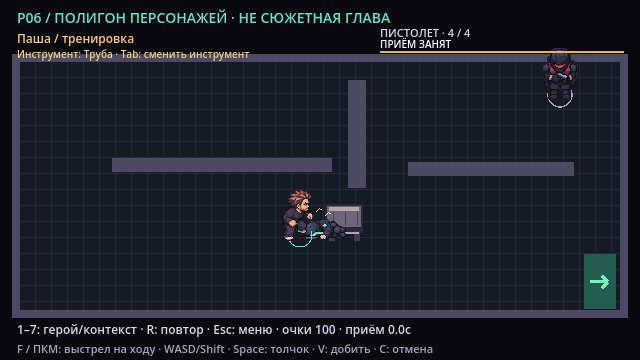 P06 / ПОЛИГОН ПЕРСОНАЖЕЙ · НЕ СЮЖЕТНАЯ ГЛАВА
Паша / тренировка
ПИСТОЛЕТ · 4 / 4
ПРИЁМ ЗАНЯТ
Инструмент: Труба · Tab: сменить инструмент
1–7: герой/контекст · R: повтор · Esc: меню · очки 100 · приём 0.0с
F / ПКМ: выстрел на ходу · WASD/Shift · Space: толчок · V: добить · C: отмена